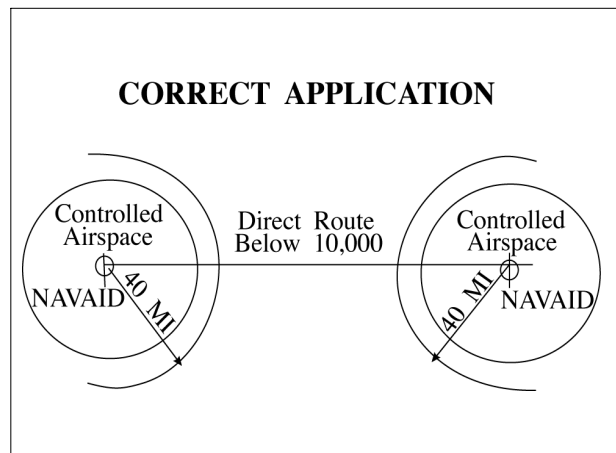 CORRECT APPLICATION
Controlled
Airspace
NAVAID
40 MI
Direct Route
Below 10,000
Controlled
Airspace
NAVAID
40 MI